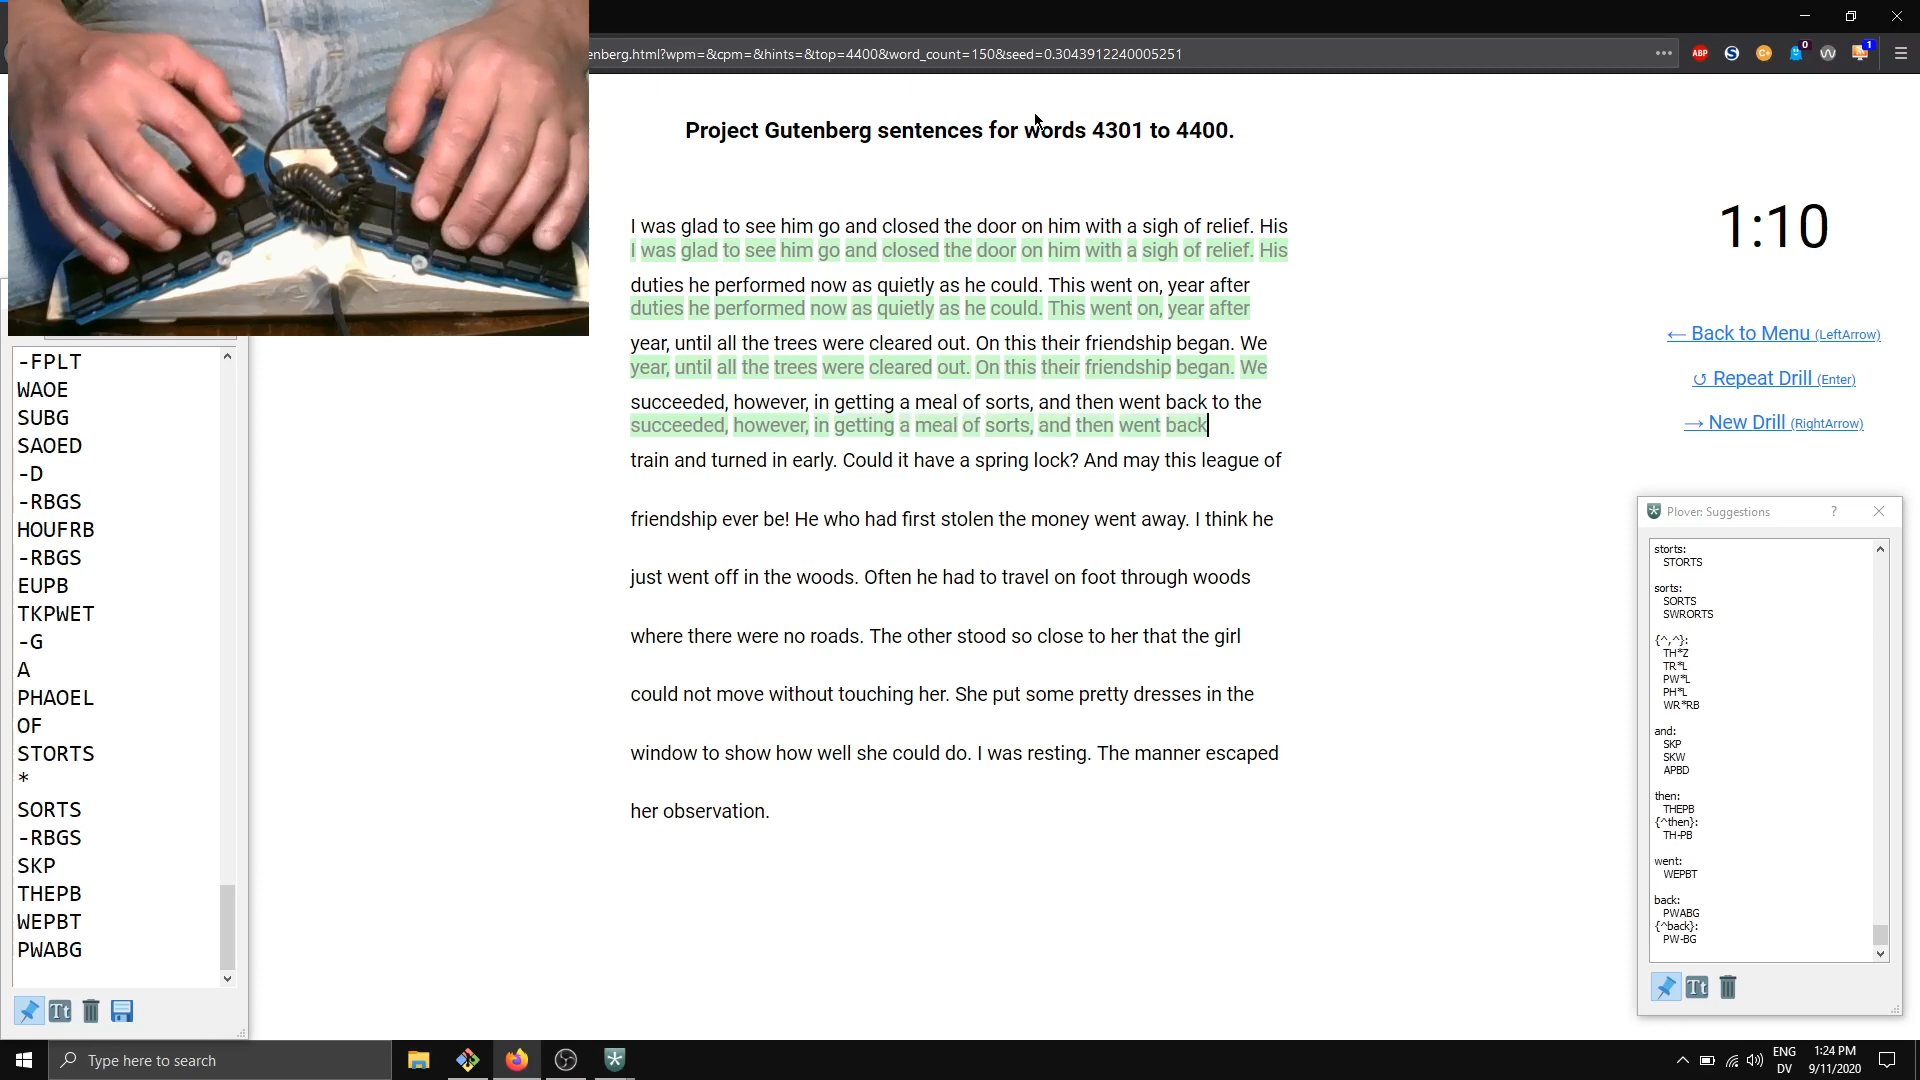 enberg.html?wpm=&cpm=&hints=&top=4400&word_count=150&seed=0.3043912240005251
ABP
0
1
Project Gutenberg sentences for words 4301 to 4400.
1:10
I was glad to see him go and closed the door on him with a sigh of relief. His
I was glad to see him go and closed the door on him with a sigh of relief. His
duties he performed now as quietly as he could. This went on, year after
duties he performed now as quietly as he could. This went on, year after
year, until all the trees were cleared out. On this their friendship began. We
year, until all the trees were cleared out. On this their friendship began. We
succeeded, however, in getting a meal of sorts, and then went back to the
succeeded, however, in getting a meal of sorts, and then went back
train and turned in early. Could it have a spring lock? And may this league of
friendship ever be! He who had first stolen the money went away. I think he
just went off in the woods. Often he had to travel on foot through woods
where there were no roads. The other stood so close to her that the girl
could not move without touching her. She put some pretty dresses in the
window to show how well she could do. I was resting. The manner escaped
her observation.
← Back to Menu (LeftArrow)
↺ Repeat Drill (Enter)
→ New Drill (RightArrow)
-FPLT
WAOE
SUBG
SAOED
-D
-RBGS
HOUFRB
-RBGS
EUPB
TKPWET
-G
A
PHAOEL
OF
STORTS
*
SORTS
-RBGS
SKP
THEPB
WEPBT
PWABG
Tt
Plover: Suggestions
?
storts:
STORTS
sorts:
SORTS
SWRORTS
{^,^}:
TH*Z
TR*L
PW*L
PH*L
WR*RB
and:
SKP
SKW
APBD
then:
THEPB
{^then}:
TH-PB
went:
WEPBT
back:
PWABG
{^back}:
PW-BG
Tt
Type here to search
ENG
DV
1:24 PM
9/11/2020